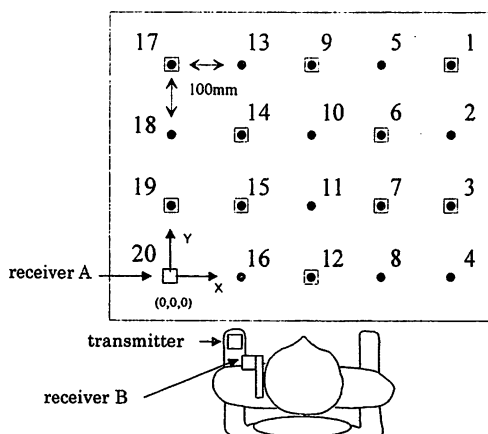 17 13 9 5 1
100mm
18 14 10 6 2
19 15 11 7 3
Y
20 16 12 8 4
receiver A
X
(0,0,0)
transmitter
receiver B